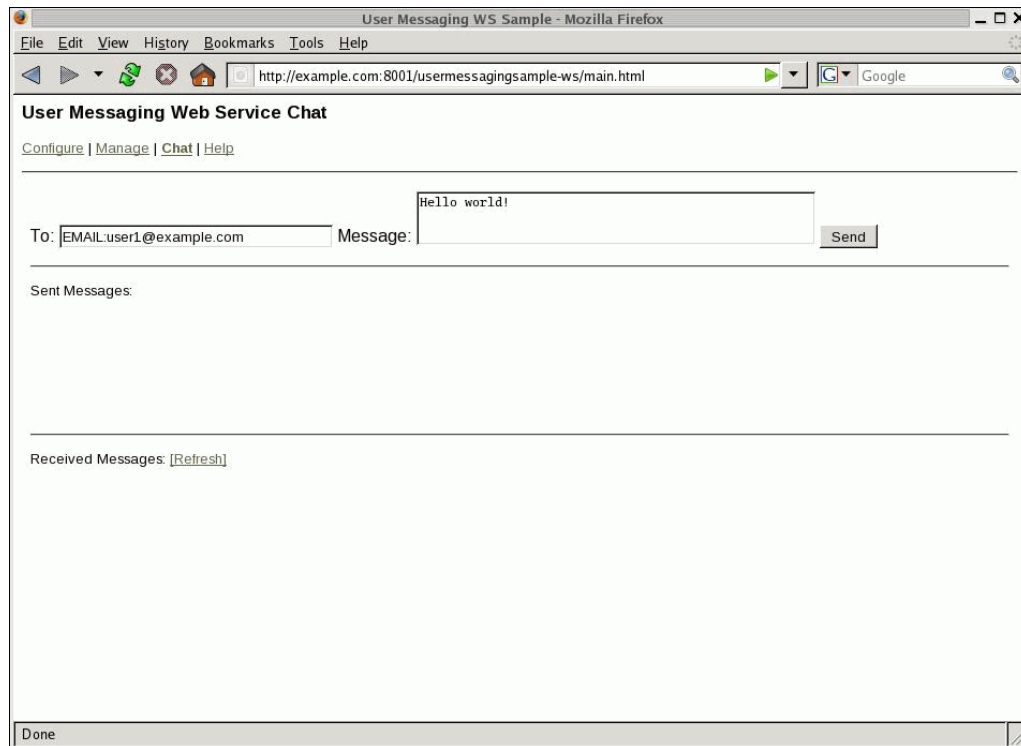 User Messaging WS Sample - Mozilla Firefox
File Edit View History Bookmarks Tools Help
http://example.com:8001/usermessagingsample-ws/main.html G Google
User Messaging Web Service Chat
Configure | Manage | Chat | Help
Hello world!
To: EMAIL:user1@example.com Message: Send
Sent Messages:
Received Messages: [Refresh]
Done